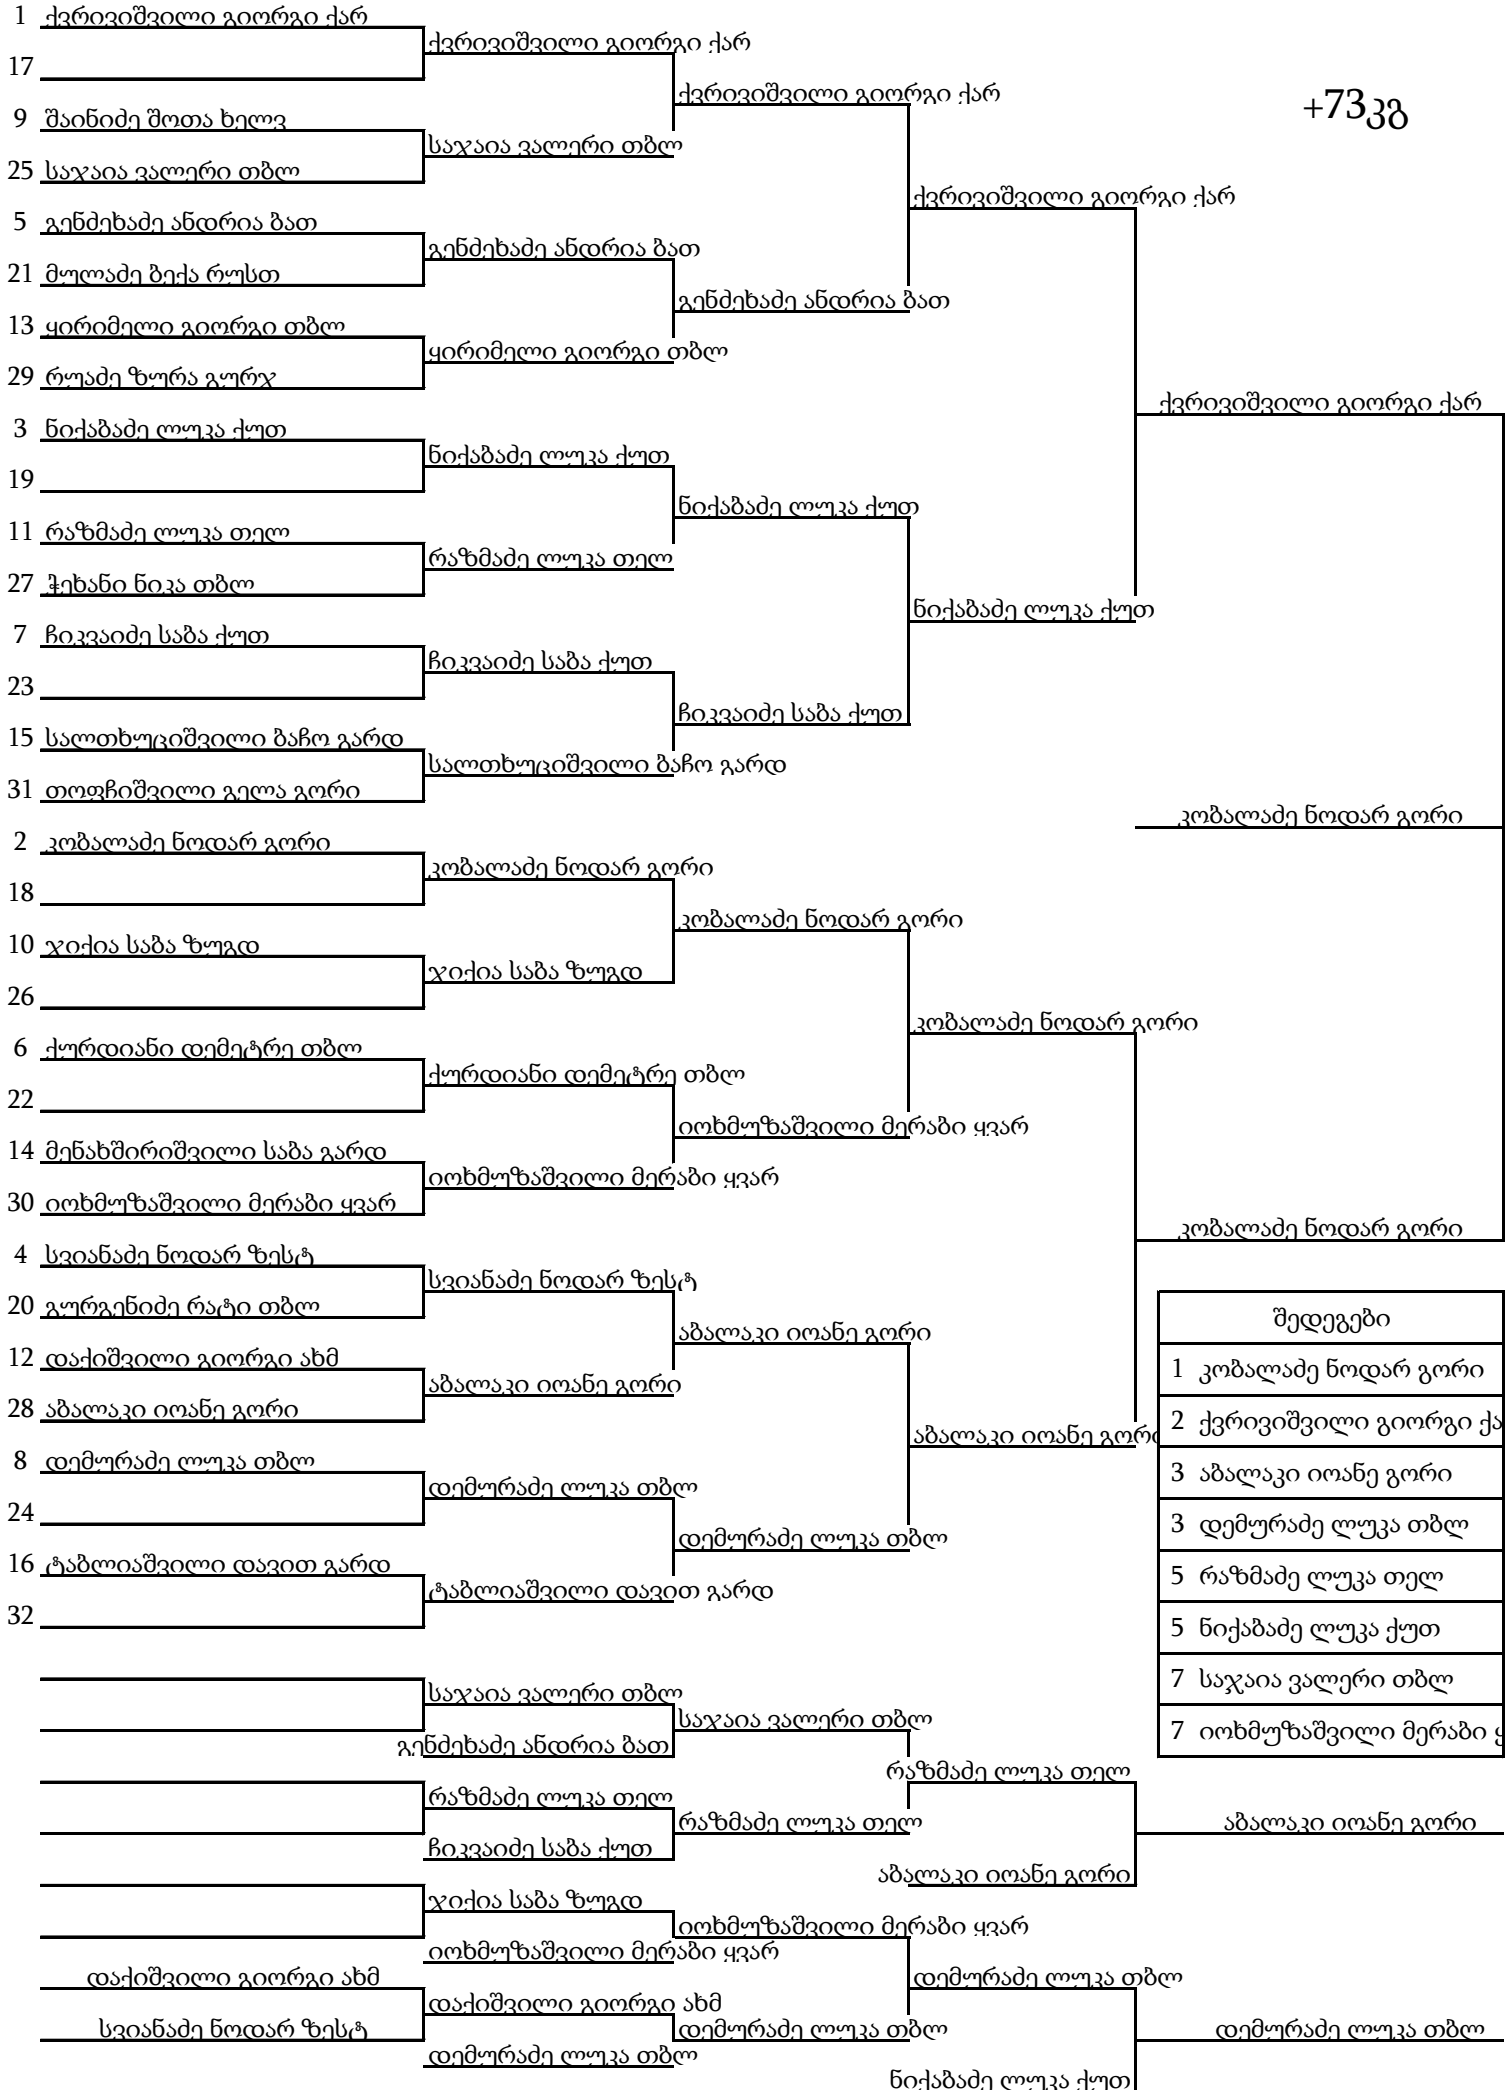 1 ქვრივიშვილი გიორგი ქარ
ქვრივიშვილი გიორგი ქარ
17
ქვრივიშვილი გიორგი ქარ
+73კგ
9 შაინიძე შოთა ხელვ
საჯაია ვალერი თბლ
25 საჯაია ვალერი თბლ
ქვრივიშვილი გიორგი ქარ
5 გენძეხაძე ანდრია ბათ
გენძეხაძე ანდრია ბათ
21 მულაძე ბექა რუსთ
გენძეხაძე ანდრია ბათ
13 ყირიმელი გიორგი თბლ
ყირიმელი გიორგი თბლ
29 რუაძე ზურა გურჯ
ქვრივიშვილი გიორგი ქარ
3 ნიქაბაძე ლუკა ქუთ
ნიქაბაძე ლუკა ქუთ
19
ნიქაბაძე ლუკა ქუთ
11 რაზმაძე ლუკა თელ
რაზმაძე ლუკა თელ
27 ჭეხანი ნიკა თბლ
ნიქაბაძე ლუკა ქუთ
7 ჩიკვაიძე საბა ქუთ
ჩიკვაიძე საბა ქუთ
23
ჩიკვაიძე საბა ქუთ
15 სალთხუციშვილი ბაჩო გარდ
სალთხუციშვილი ბაჩო გარდ
31 თოფჩიშვილი გელა გორი
კობალაძე ნოდარ გორი
2 კობალაძე ნოდარ გორი
კობალაძე ნოდარ გორი
18
კობალაძე ნოდარ გორი
10 ჯიქია საბა ზუგდ
ჯიქია საბა ზუგდ
26
კობალაძე ნოდარ გორი
6 ქურდიანი დემეტრე თბლ
ქურდიანი დემეტრე თბლ
22
იოხმუზაშვილი მერაბი ყვარ
14 მენახშირიშვილი საბა გარდ
იოხმუზაშვილი მერაბი ყვარ
30 იოხმუზაშვილი მერაბი ყვარ
კობალაძე ნოდარ გორი
4 სვიანაძე ნოდარ ზესტ
სვიანაძე ნოდარ ზესტ
20 გურგენიძე რატი თბლ
აბალაკი იოანე გორი
შედეგები
12 დაქიშვილი გიორგი ახმ
1 კობალაძე ნოდარ გორი
აბალაკი იოანე გორი
28 აბალაკი იოანე გორი
აბალაკი იოანე გორი
2 ქვრივიშვილი გიორგი ქა
8 დემურაძე ლუკა თბლ
3 აბალაკი იოანე გორი
დემურაძე ლუკა თბლ
24
3 დემურაძე ლუკა თბლ
დემურაძე ლუკა თბლ
16 ტაბლიაშვილი დავით გარდ
5 რაზმაძე ლუკა თელ
ტაბლიაშვილი დავით გარდ
32
5 ნიქაბაძე ლუკა ქუთ
საჯაია ვალერი თბლ
7 საჯაია ვალერი თბლ
საჯაია ვალერი თბლ
გენძეხაძე ანდრია ბათ
7 იოხმუზაშვილი მერაბი ყ
რაზმაძე ლუკა თელ
რაზმაძე ლუკა თელ
რაზმაძე ლუკა თელ
აბალაკი იოანე გორი
ჩიკვაიძე საბა ქუთ
აბალაკი იოანე გორი
ჯიქია საბა ზუგდ
იოხმუზაშვილი მერაბი ყვარ
იოხმუზაშვილი მერაბი ყვარ
დაქიშვილი გიორგი ახმ
დემურაძე ლუკა თბლ
დაქიშვილი გიორგი ახმ
სვიანაძე ნოდარ ზესტ
დემურაძე ლუკა თბლ
დემურაძე ლუკა თბლ
დემურაძე ლუკა თბლ
ნიქაბაძე ლუკა ქუთ